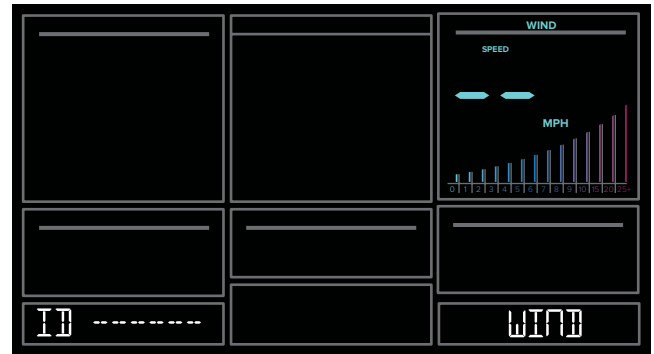 WIND
SPEED
-- 
MPH
0 1 2 3 4 5 6 7 8 9 10 15 20 25+
ID --------
WIND